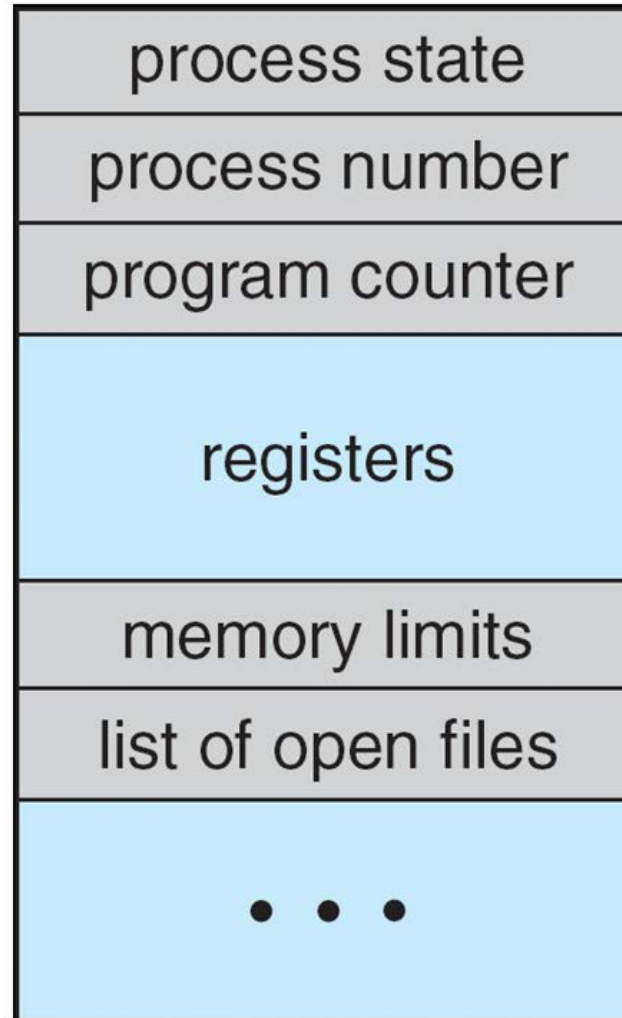 process state
process number
program counter
registers
memory limits
list of open files
• • •